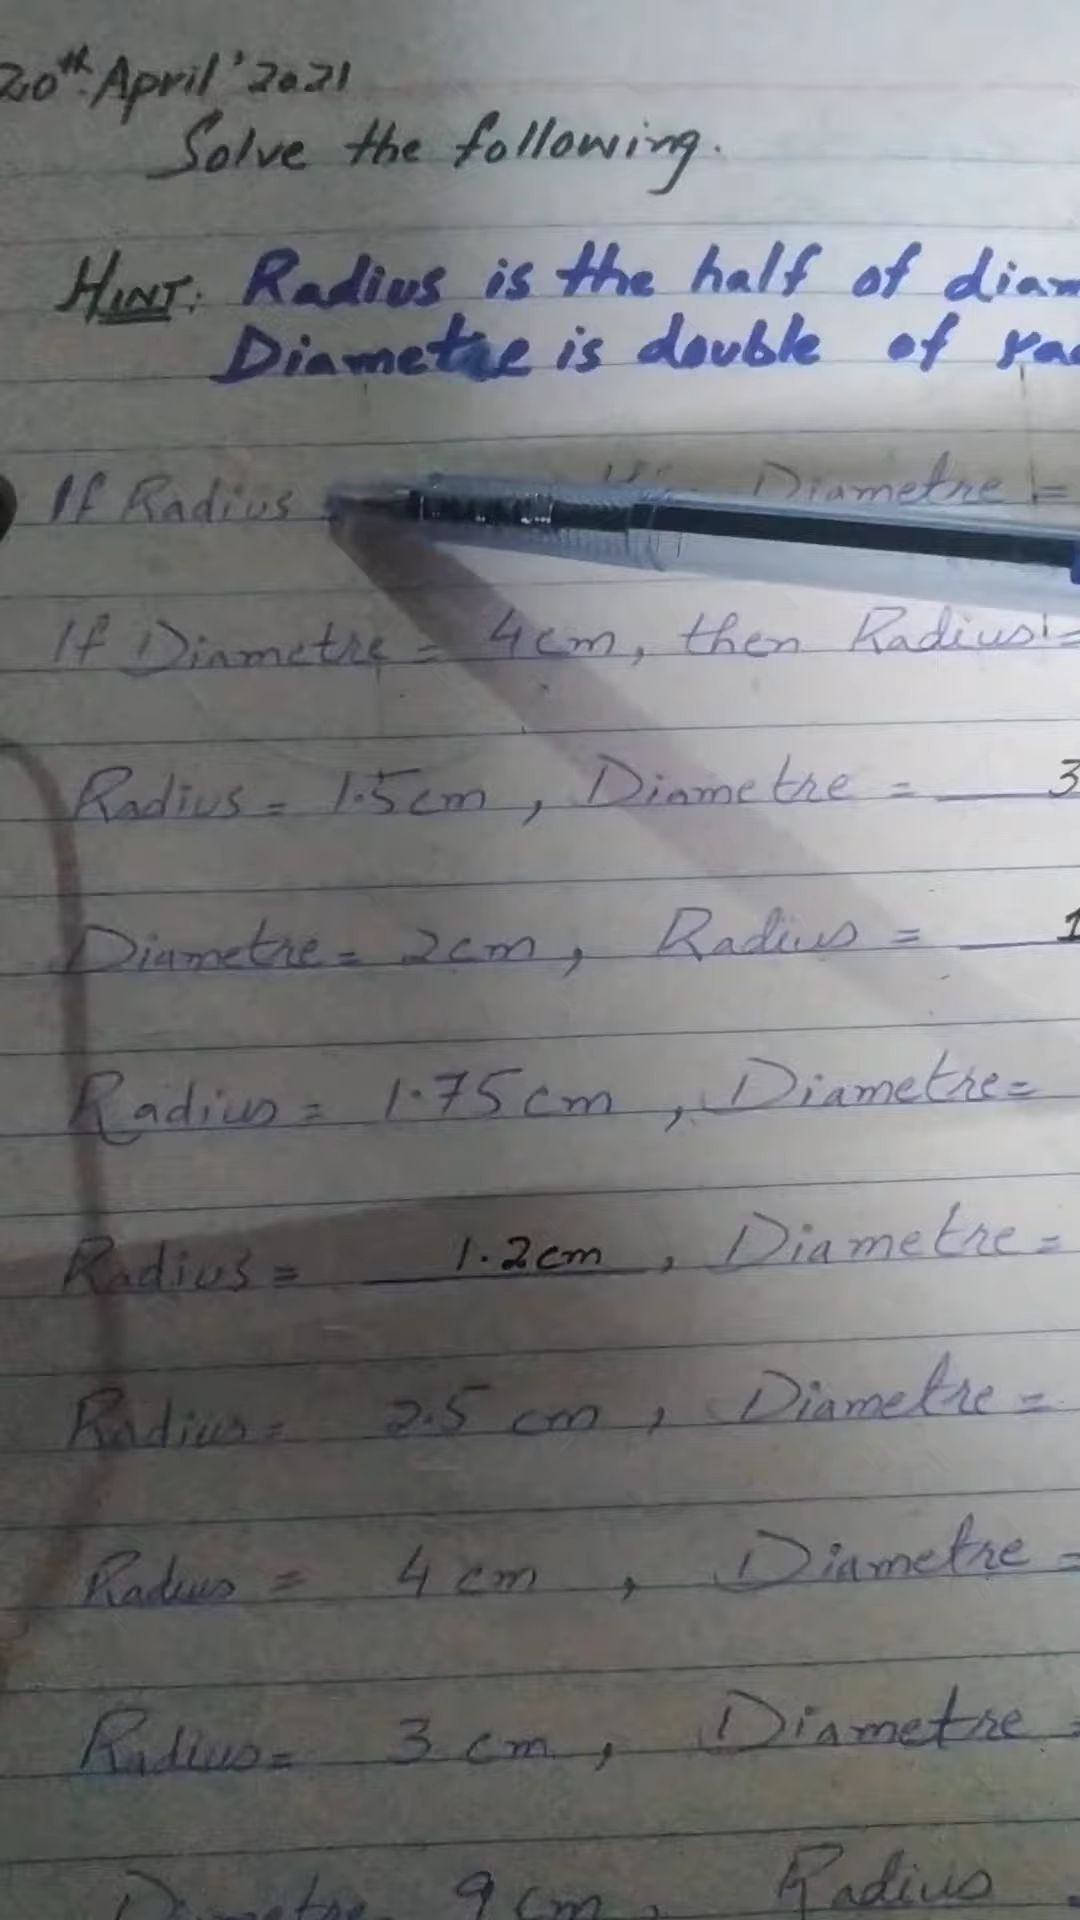 20th April' 2021
Solve the following.
HINT: Radius is the half of diam
Diametre is double of rad
If Radius Diametre =
If Diametre = 4cm, then Radius =
Radius = 1.5cm, Diametre = 3
Diametre = 2cm, Radius = 1
Radius = 1.75cm, Diametre=
Radius = 1.2cm, Diametre=
Radius= 2.5 cm, Diametre =
Radius = 4 cm, Diametre =
Radius= 3 cm, Diametre =
9 cm, Radius